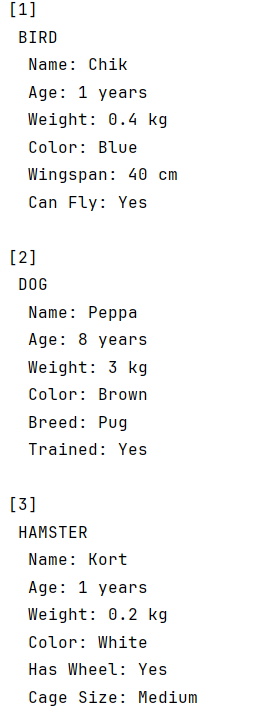 [1]
BIRD
Name: Chik
Age: 1 years
Weight: 0.4 kg
Color: Blue
Wingspan: 40 cm
Can Fly: Yes
[2]
DOG
Name: Peppa
Age: 8 years
Weight: 3 kg
Color: Brown
Breed: Pug
Trained: Yes
[3]
HAMSTER
Name: Kort
Age: 1 years
Weight: 0.2 kg
Color: White
Has Wheel: Yes
Cage Size: Medium